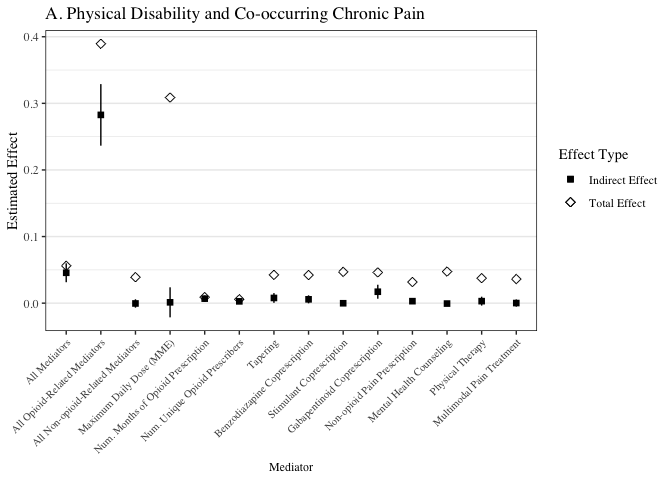 A. Physical Disability and Co-occurring Chronic Pain
0.4
0.3
0.2
0.1
0.0
Estimated Effect
All Mediators
All Opioid-Related Mediators
All Non-opioid-Related Mediators
Maximum Daily Dose (MME)
Num. Months of Opioid Prescription
Num. Unique Opioid Prescribers
Tapering
Benzodiazapine Coprescription
Stimulant Coprescription
Gabapentinoid Coprescription
Non-opioid Pain Prescription
Mental Health Counseling
Physical Therapy
Multimodal Pain Treatment
Mediator
Effect Type
Indirect Effect
Total Effect